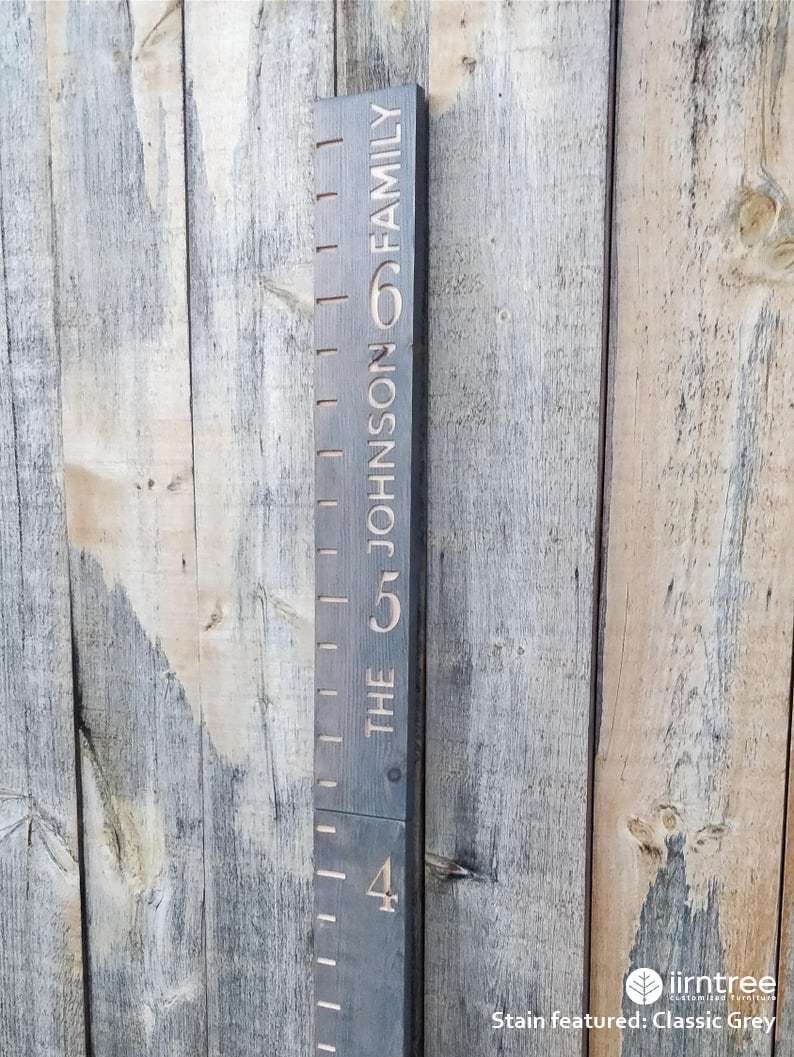 THE JOHNSON FAMILY
6
5
4
iirntree
customized furniture
Stain featured: Classic Grey